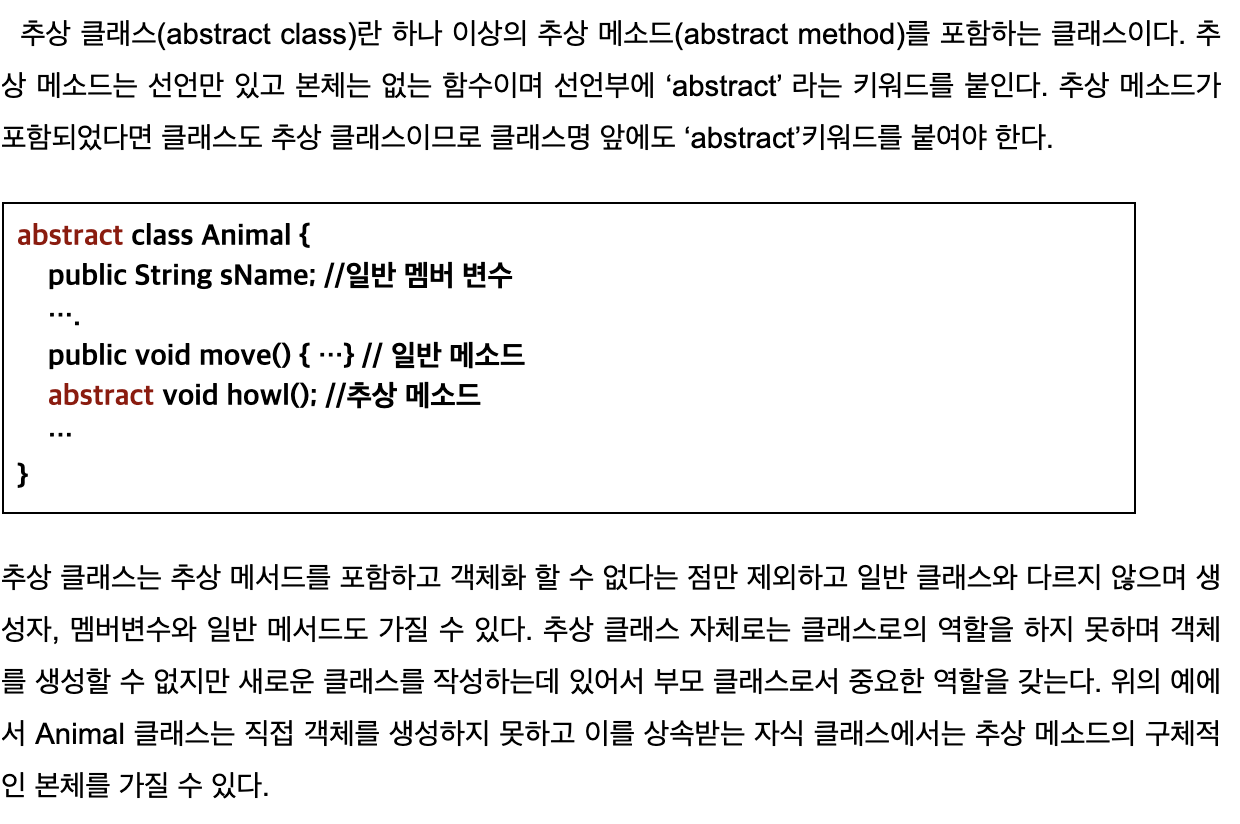 추상 클래스(abstract class)란 하나 이상의 추상 메소드(abstract method)를 포함하는 클래스이다. 추
상 메소드는 선언만 있고 본체는 없는 함수이며 선언부에 ‘abstract’ 라는 키워드를 붙인다. 추상 메소드가
포함되었다면 클래스도 추상 클래스이므로 클래스명 앞에도 ‘abstract’키워드를 붙여야 한다.
abstract class Animal {
public String sName; //일반 멤버 변수
….
public void move() { …} // 일반 메소드
abstract void howl(); //추상 메소드
…
}
추상 클래스는 추상 메서드를 포함하고 객체화 할 수 없다는 점만 제외하고 일반 클래스와 다르지 않으며 생
성자, 멤버변수와 일반 메서드도 가질 수 있다. 추상 클래스 자체로는 클래스로의 역할을 하지 못하며 객체
를 생성할 수 없지만 새로운 클래스를 작성하는데 있어서 부모 클래스로서 중요한 역할을 갖는다. 위의 예에
서 Animal 클래스는 직접 객체를 생성하지 못하고 이를 상속받는 자식 클래스에서는 추상 메소드의 구체적
인 본체를 가질 수 있다.